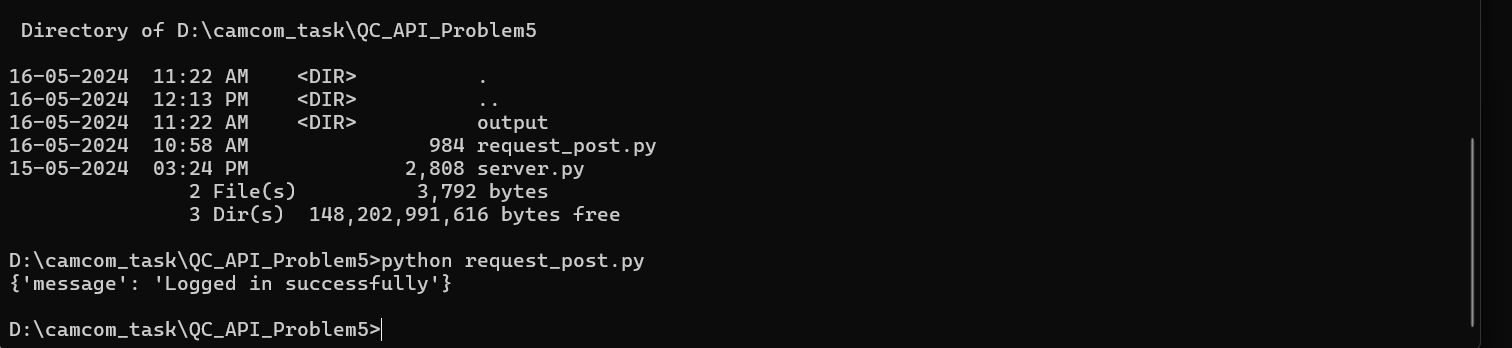 Directory of D:\camcom_task\QC_API_Problem5
16-05-2024  11:22 AM    <DIR>          .
16-05-2024  12:13 PM    <DIR>          ..
16-05-2024  11:22 AM    <DIR>          output
16-05-2024  10:58 AM               984 request_post.py
15-05-2024  03:24 PM             2,808 server.py
               2 File(s)          3,792 bytes
               3 Dir(s)  148,202,991,616 bytes free
D:\camcom_task\QC_API_Problem5>python request_post.py
{'message': 'Logged in successfully'}
D:\camcom_task\QC_API_Problem5>